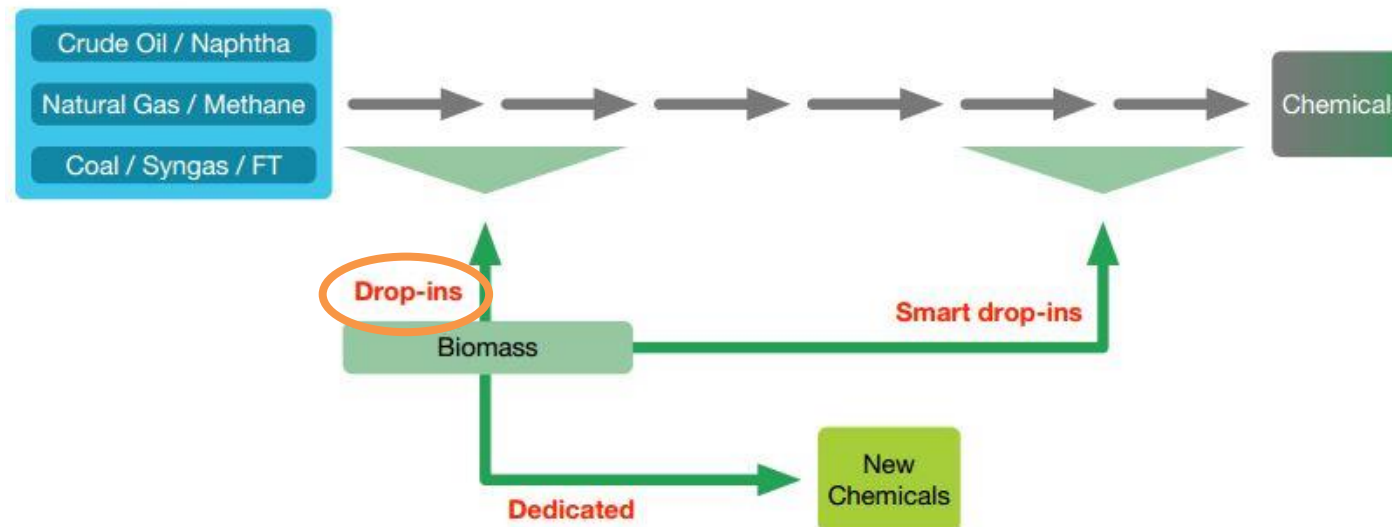 Crude Oil / Naphtha
Natural Gas / Methane
Coal / Syngas / FT
Chemical
Drop-ins
Smart drop-ins
Biomass
New
Chemicals
Dedicated